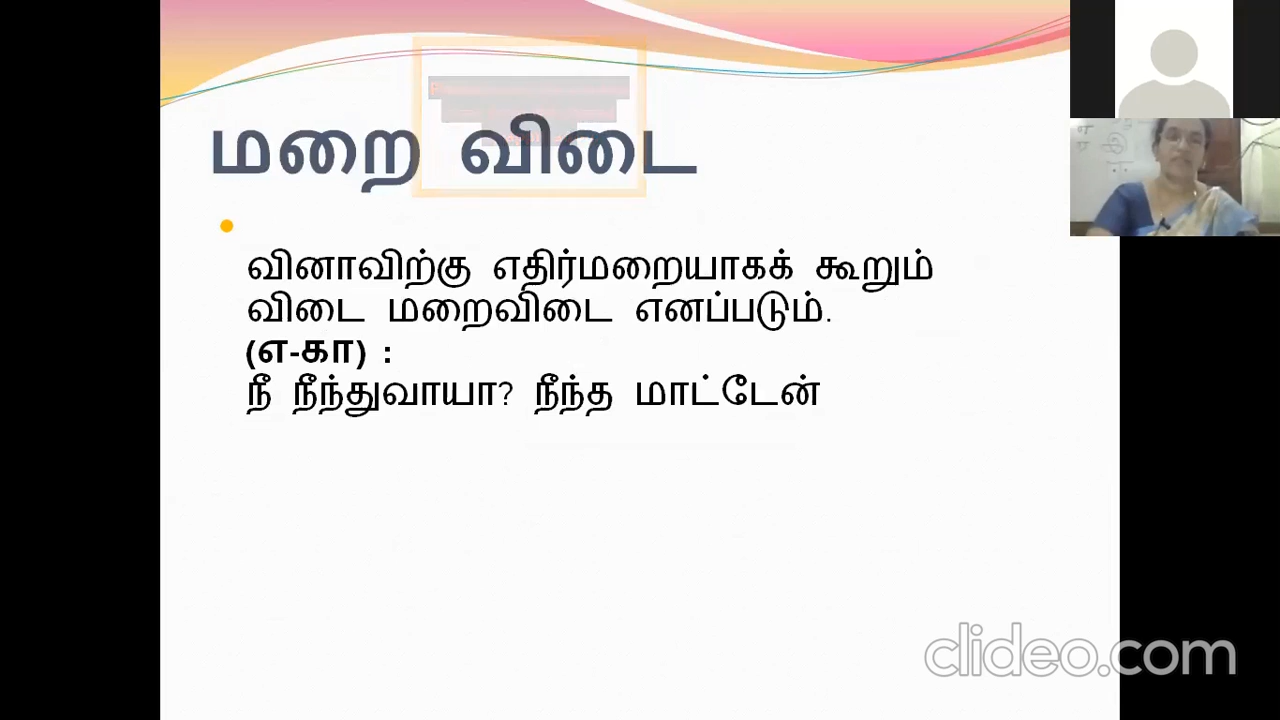 மறை விடை
வினாவிற்கு எதிர்மறையாகக் கூறும்
விடை மறைவிடை எனப்படும்.
(எ-கா) :
நீ நீந்துவாயா? நீந்த மாட்டேன்
clideo.com